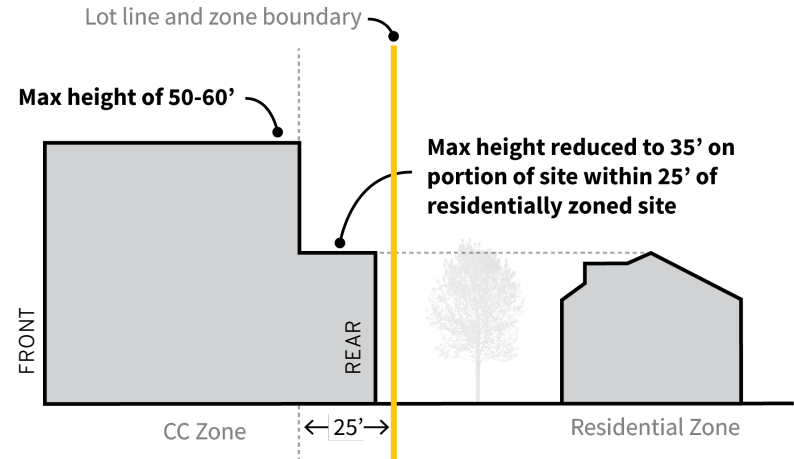 Lot line and zone boundary
Max height of 50-60’
Max height reduced to 35’ on
portion of site within 25’ of
residentially zoned site
FRONT
REAR
CC Zone
25’
Residential Zone